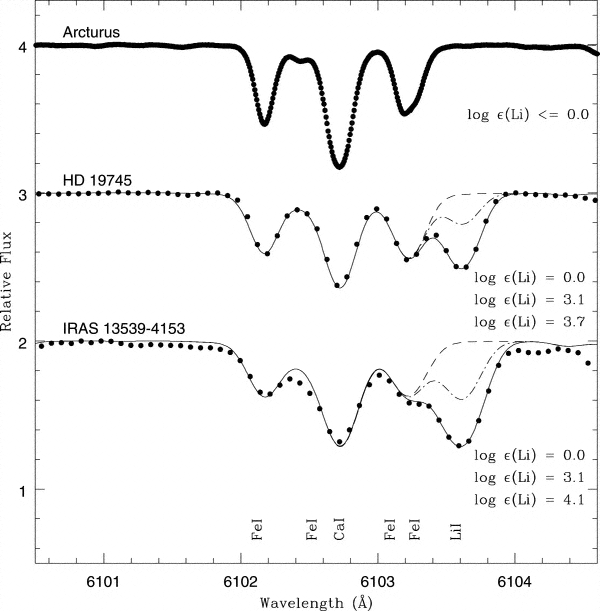 4
Arcturus
log ε(Li) <= 0.0
3
HD 19745
log ε(Li) = 0.0
log ε(Li) = 3.1
log ε(Li) = 3.7
Relative Flux
2
IRAS 13539-4153
log ε(Li) = 0.0
log ε(Li) = 3.1
log ε(Li) = 4.1
1
FeI
FeI
CaI
FeI
FeI
LiI
6101
6102
6103
6104
Wavelength (Å)